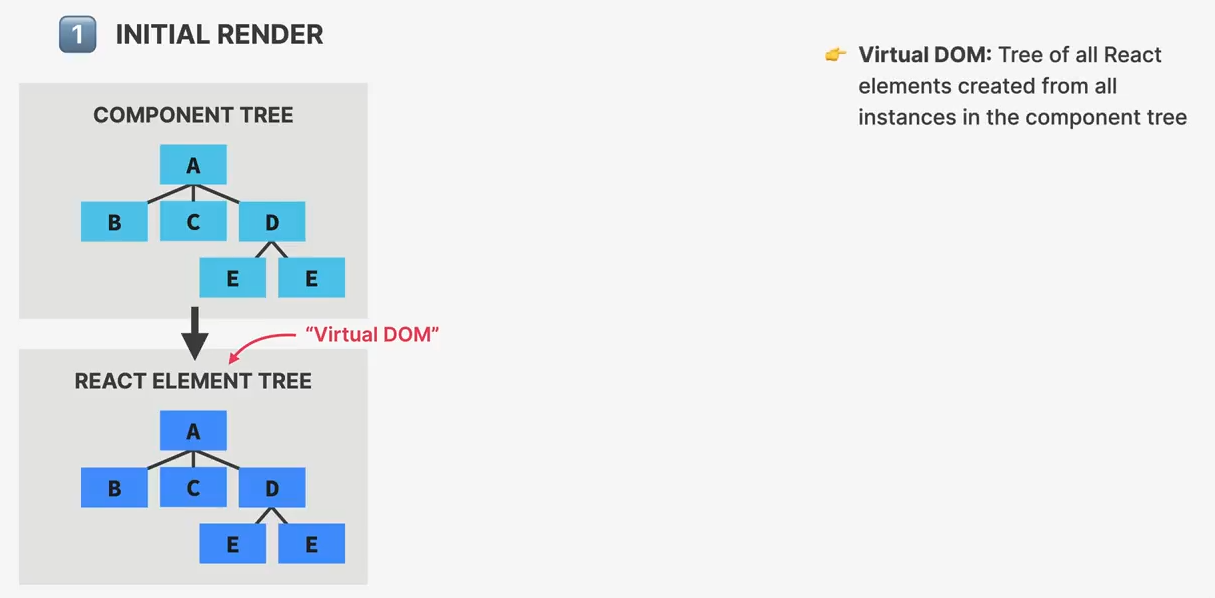 1 INITIAL RENDER
COMPONENT TREE
A
B C D
E E
“Virtual DOM”
REACT ELEMENT TREE
A
B C D
E E
👉 Virtual DOM: Tree of all React
elements created from all
instances in the component tree